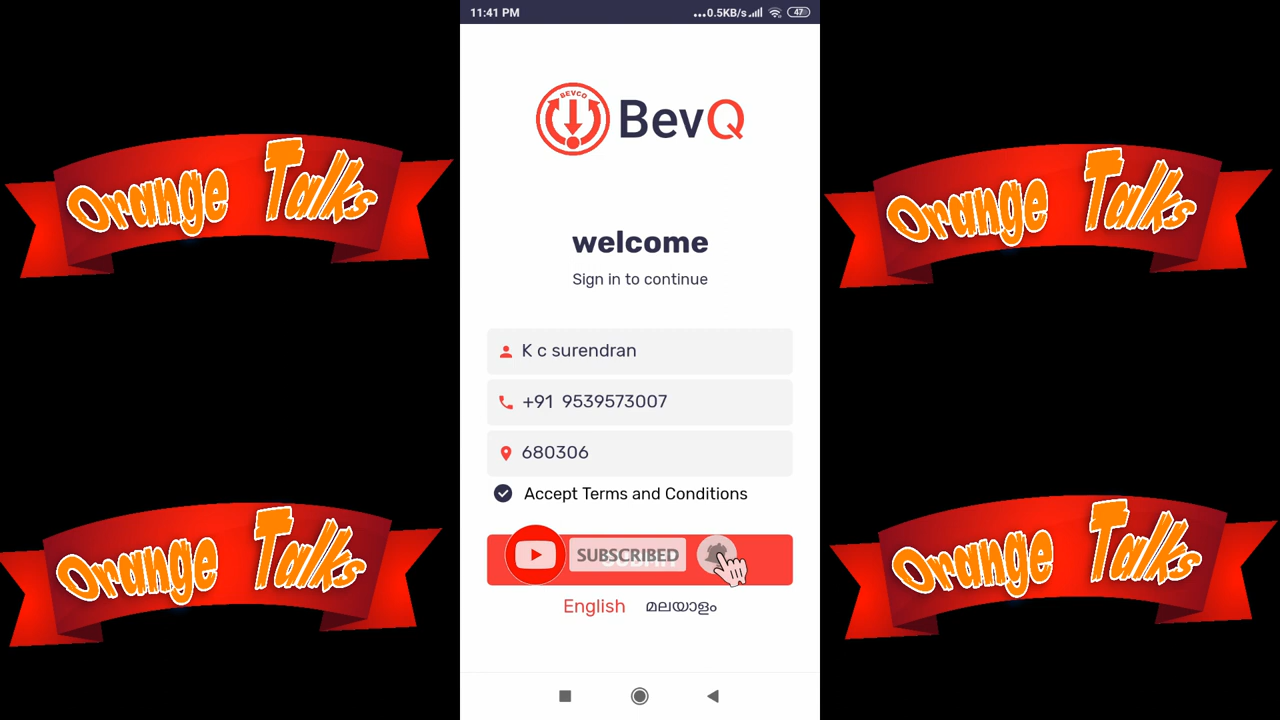 11:41 PM ...0.5KB/s 47
BEVCO
BevQ
Orange Talks
Orange Talks
welcome
Sign in to continue
K c surendran
+91 9539573007
680306
Accept Terms and Conditions
SUBSCRIBED
English മലയാളം
Orange Talks
Orange Talks